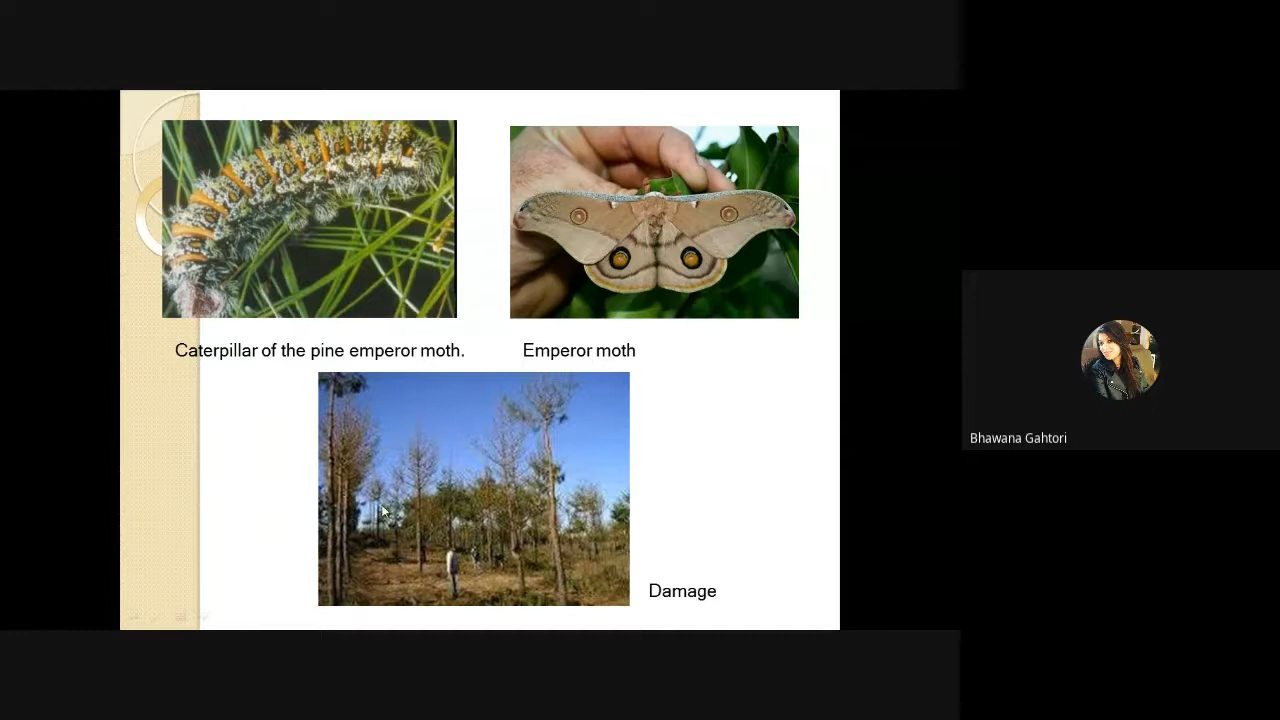 Caterpillar of the pine emperor moth.
Emperor moth
Damage
Bhawana Gahtori